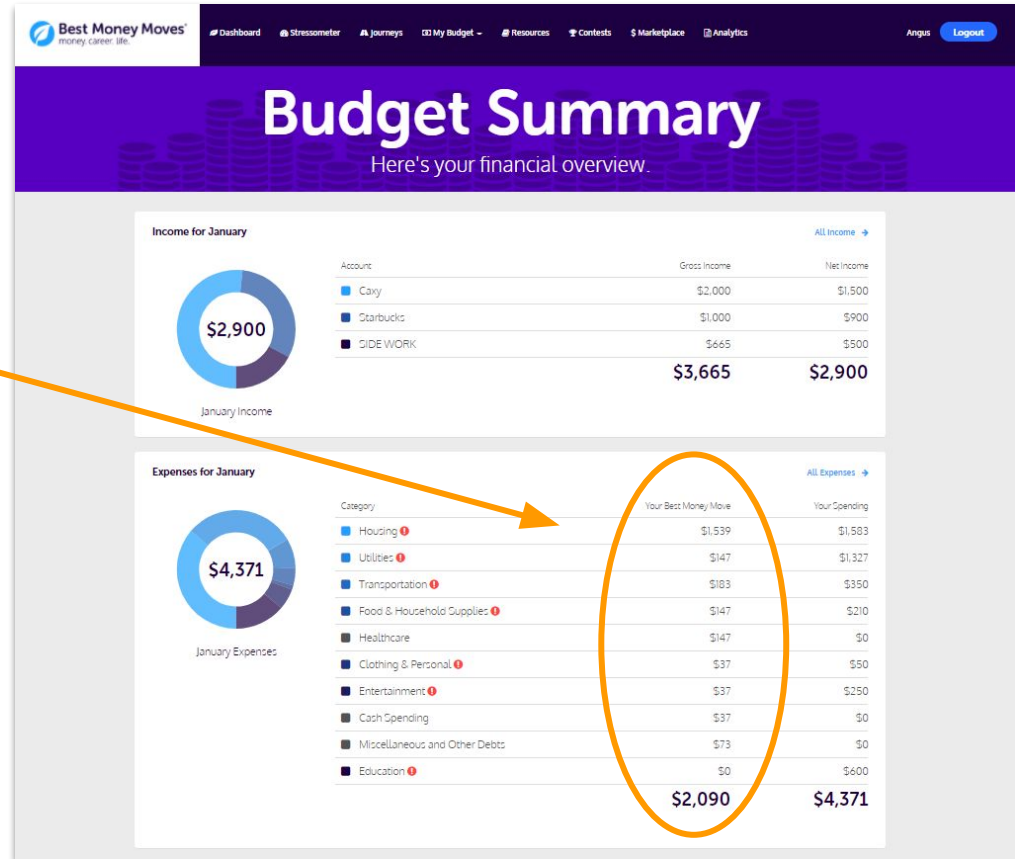 Best Money Moves®
money. career. life.
Dashboard Stressometer Journeys My Budget Resources Contests $ Marketplace Analytics Angus Logout
Budget Summary
Here's your financial overview.
Income for January All Income →
Account Gross Income Net Income
Caxy $2,000 $1,500
Starbucks $1,000 $900
SIDE WORK $665 $500
$3,665 $2,900
$2,900
January Income
Expenses for January All Expenses →
Category Your Best Money Move Your Spending
Housing $1,539 $1,583
Utilities $147 $1,327
Transportation $183 $350
Food & Household Supplies $147 $210
Healthcare $147 $0
Clothing & Personal $37 $50
Entertainment $37 $250
Cash Spending $37 $0
Miscellaneous and Other Debts $73 $0
Education $0 $600
$2,090 $4,371
$4,371
January Expenses